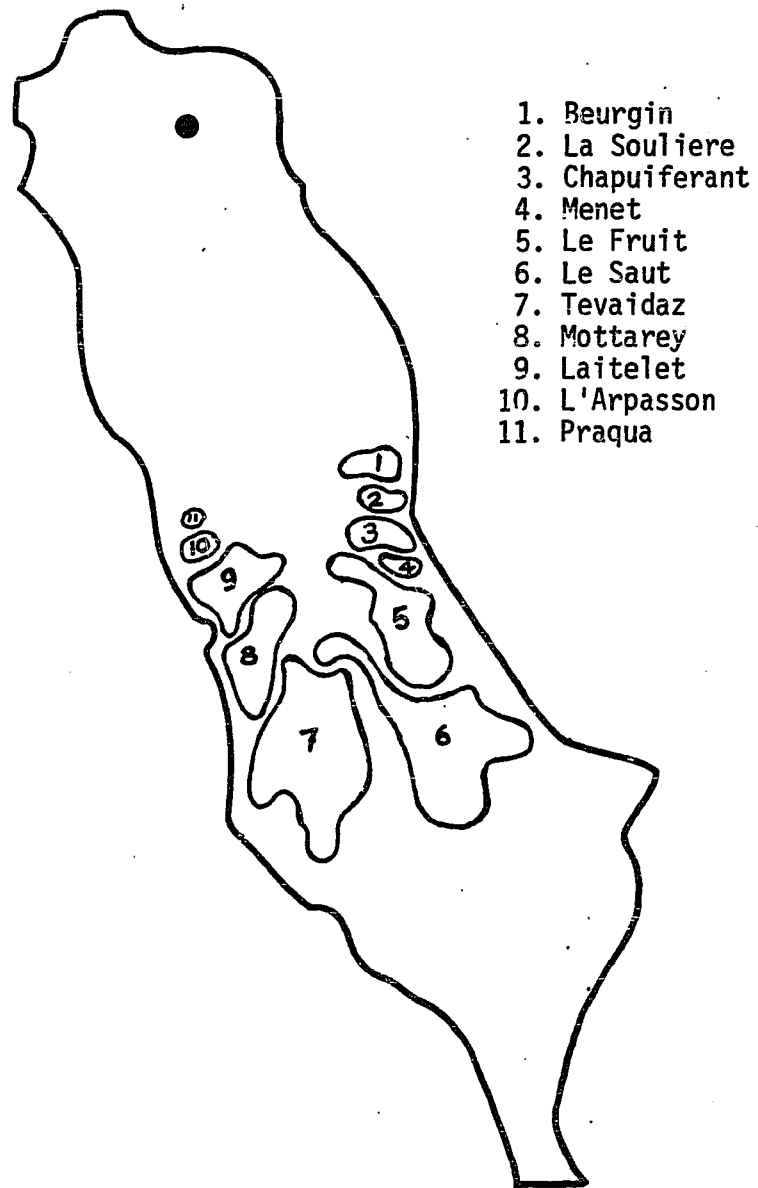 1. Beurgin
2. La Souliere
3. Chapuiferant
4. Menet
5. Le Fruit
6. Le Saut
7. Tevaidaz
8. Mottarey
9. Laitelet
10. L'Arpasson
11. Praqua
1
2
3
4
11
10
9
5
8
7
6